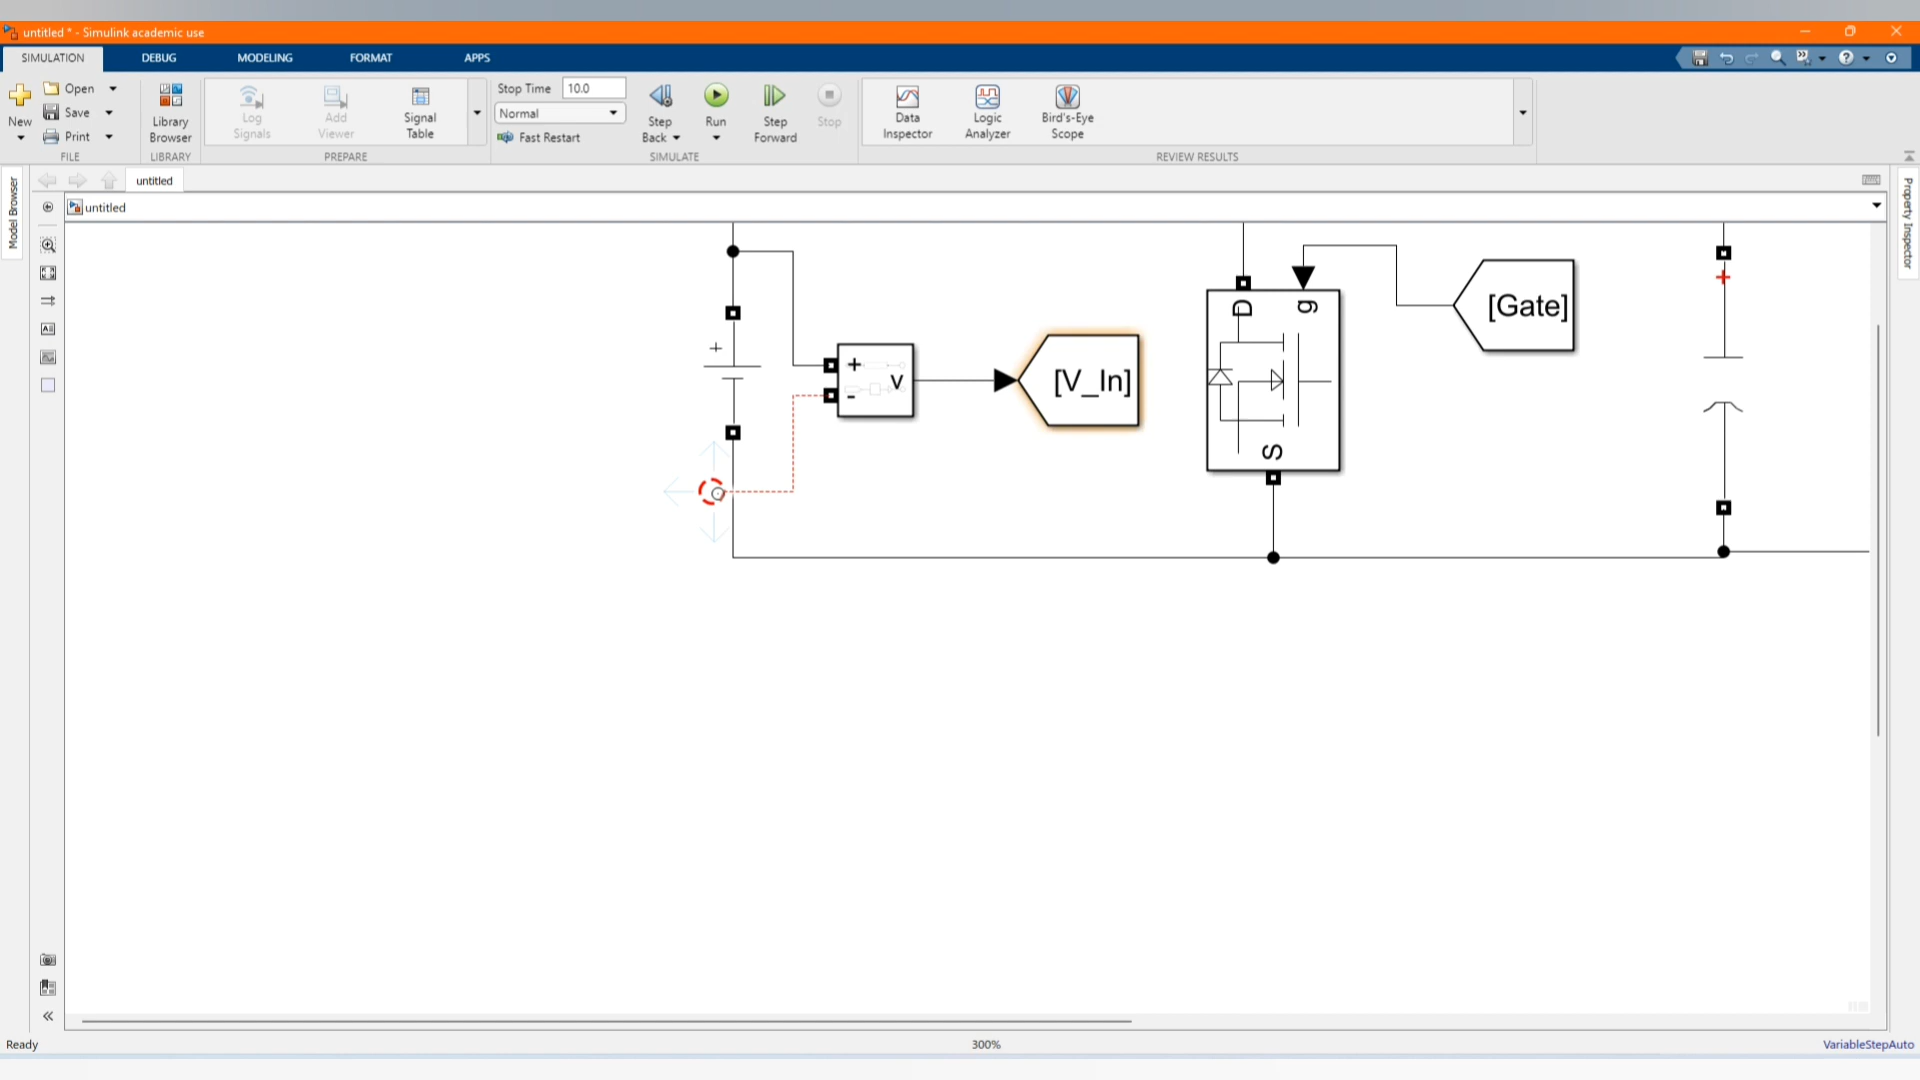 untitled * - Simulink academic use
SIMULATION DEBUG MODELING FORMAT APPS
New
Open
Save
Print
FILE
Library Browser
LIBRARY
Log Signals
Add Viewer
Signal Table
PREPARE
Stop Time 10.0
Normal
Fast Restart
Step Back
Run
Step Forward
Stop
SIMULATE
Data Inspector
Logic Analyzer
Bird's-Eye Scope
REVIEW RESULTS
Model Browser
untitled
untitled
Property Inspector
+
+
+
-
v
[V_In]
D
g
S
[Gate]
Ready
300%
VariableStepAuto